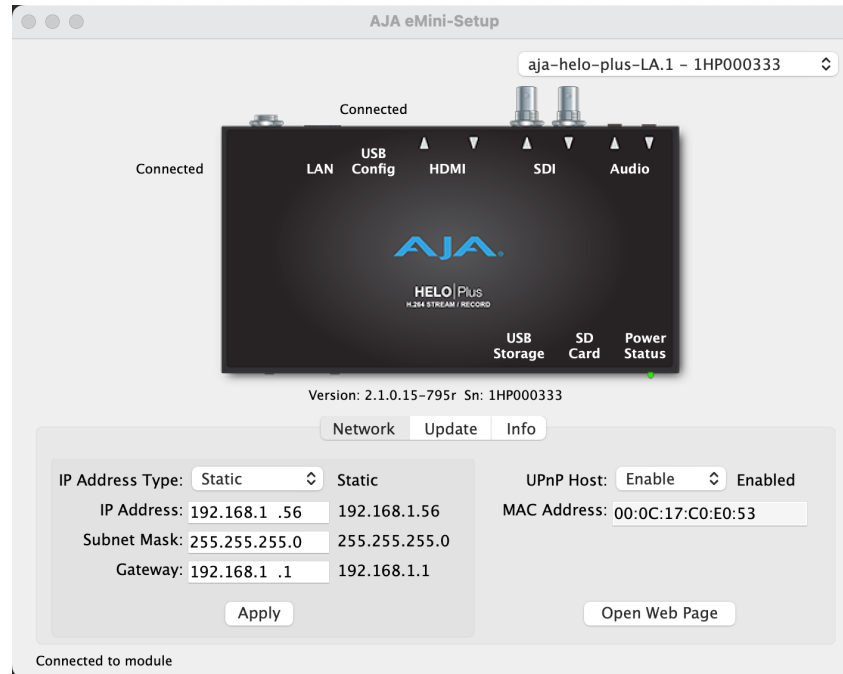 AJA eMini-Setup
aja-helo-plus-LA.1 - 1HP000333
Connected
Connected
LAN
USB
Config
HDMI
SDI
Audio
AJA
HELO|Plus
H.264 STREAM / RECORD
USB
Storage
SD
Card
Power
Status
Version: 2.1.0.15-795r Sn: 1HP000333
Network Update Info
IP Address Type: Static Static
IP Address: 192.168.1 .56 192.168.1.56
Subnet Mask: 255.255.255.0 255.255.255.0
Gateway: 192.168.1 .1 192.168.1.1
Apply
UPnP Host: Enable Enabled
MAC Address: 00:0C:17:C0:E0:53
Open Web Page
Connected to module